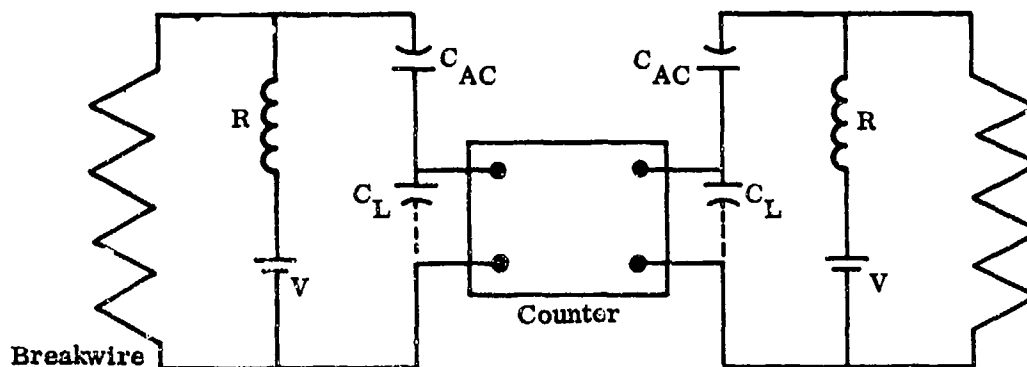 C_AC
C_AC
R
R
C_L
C_L
V
V
Counter
Breakwire